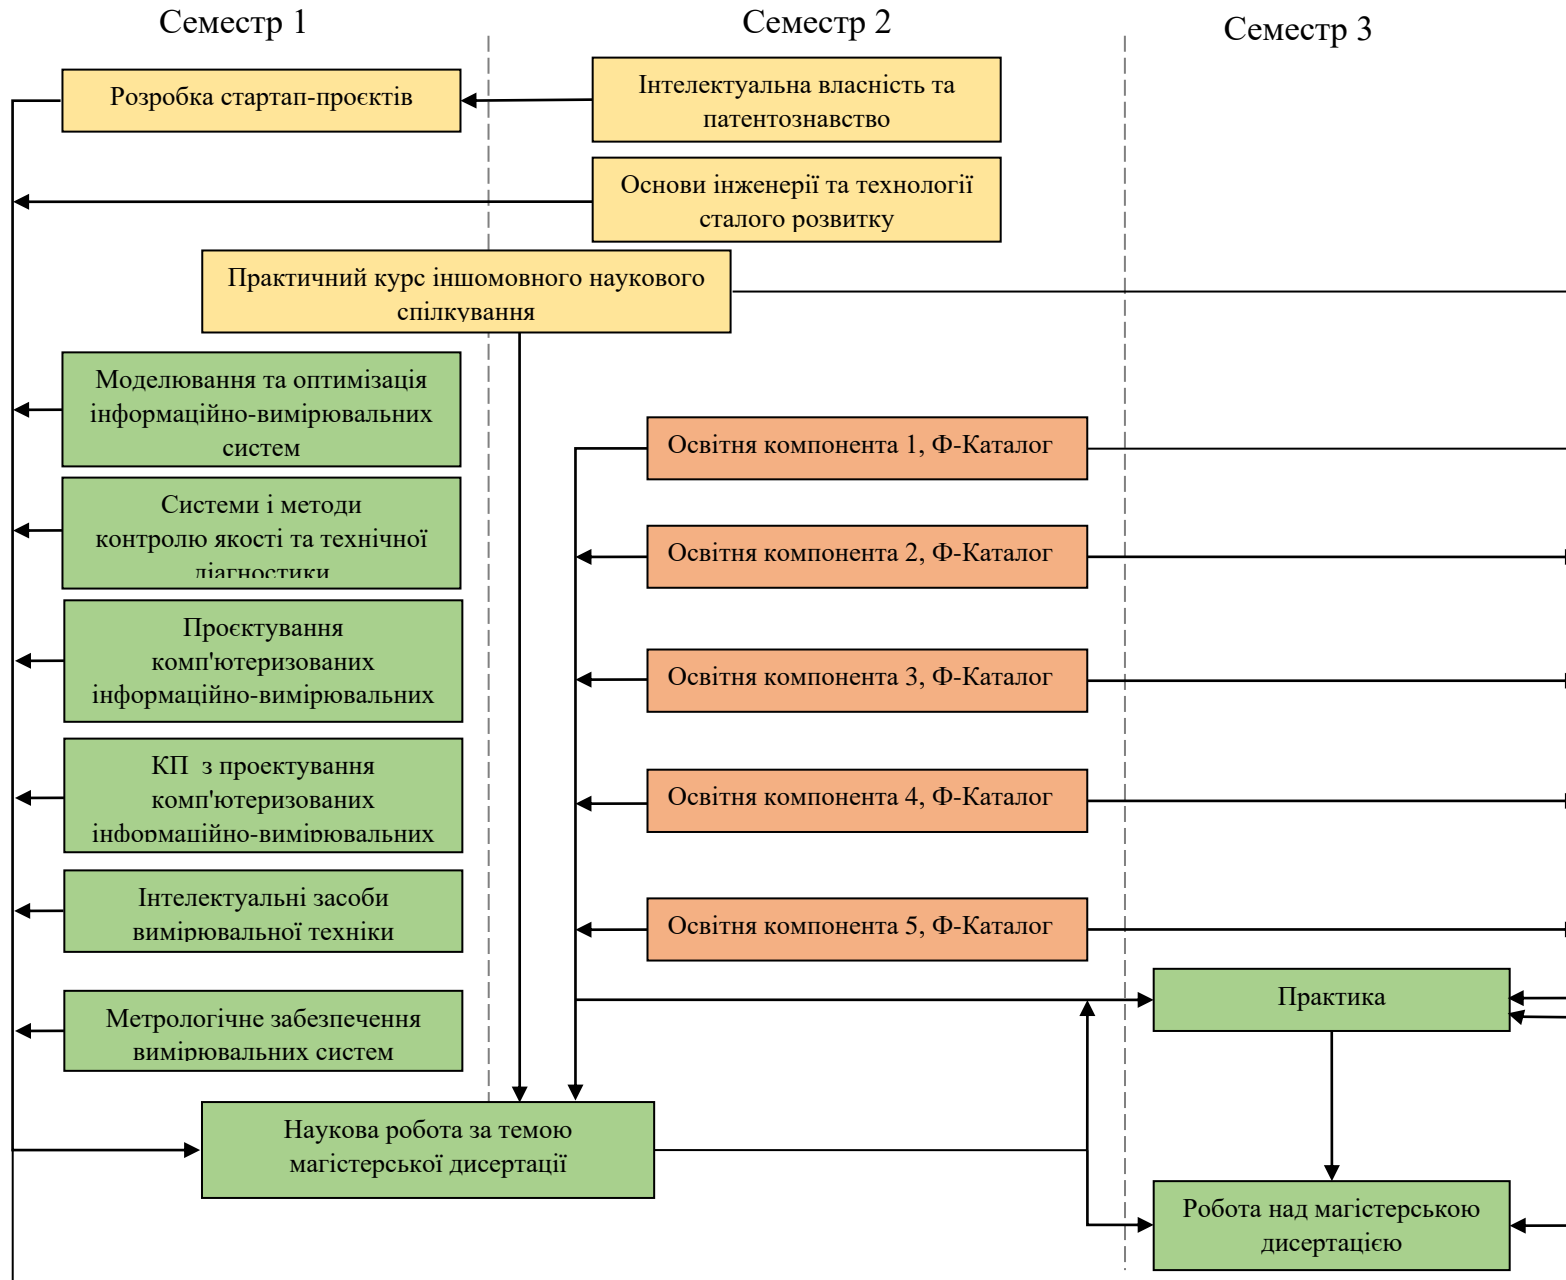 Семестр 1
Семестр 2
Семестр 3
Розробка стартап-проєктів
Інтелектуальна власність та
патентознавство
Основи інженерії та технології
сталого розвитку
Практичний курс іншомовного наукового
спілкування
Моделювання та оптимізація
інформаційно-вимірювальних
систем
Освітня компонента 1, Ф-Каталог
Системи і методи
контролю якості та технічної
діагностики
Освітня компонента 2, Ф-Каталог
Проєктування
комп'ютеризованих
інформаційно-вимірювальних
Освітня компонента 3, Ф-Каталог
КП з проектування
комп'ютеризованих
інформаційно-вимірювальних
Освітня компонента 4, Ф-Каталог
Інтелектуальні засоби
вимірювальної техніки
Освітня компонента 5, Ф-Каталог
Метрологічне забезпечення
вимірювальних систем
Практика
Наукова робота за темою
магістерської дисертації
Робота над магістерською
дисертацією